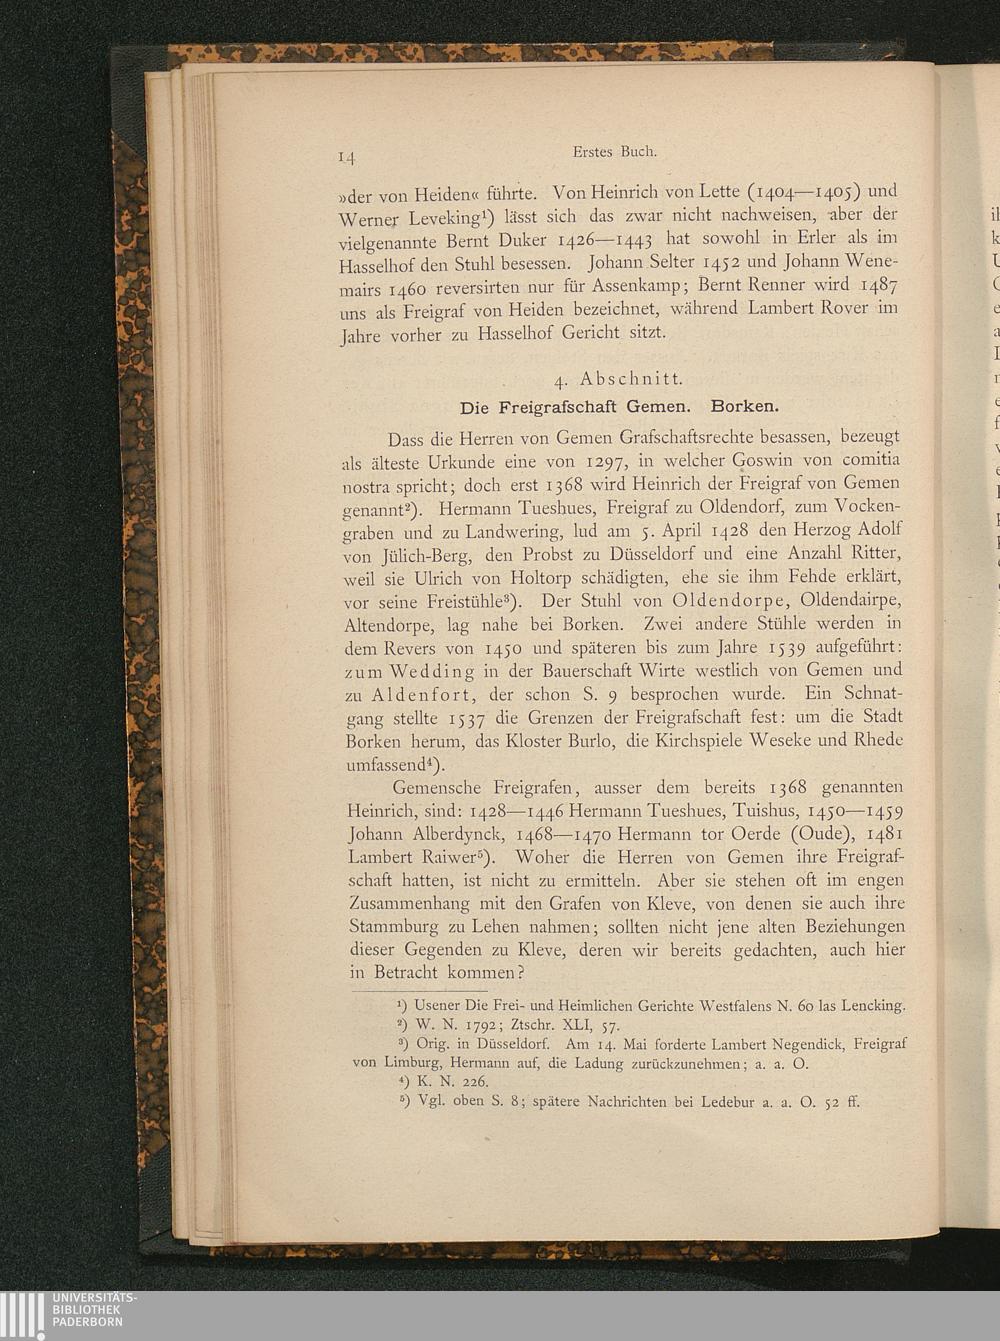 14 Erstes Buch.
»der von Heiden« führte. Von Heinrich von Lette (1404—1405) und
Werner Leveking¹) lässt sich das zwar nicht nachweisen, aber der
vielgenannte Bernt Duker 1426—1443 hat sowohl in Erler als im
Hasselhof den Stuhl besessen. Johann Selter 1452 und Johann Wene-
mairs 1460 reversirten nur für Assenkamp; Bernt Renner wird 1487
uns als Freigraf von Heiden bezeichnet, während Lambert Rover im
Jahre vorher zu Hasselhof Gericht sitzt.
4. Abschnitt.
Die Freigrafschaft Gemen. Borken.
Dass die Herren von Gemen Grafschaftsrechte besassen, bezeugt
als älteste Urkunde eine von 1297, in welcher Goswin von comitia
nostra spricht; doch erst 1368 wird Heinrich der Freigraf von Gemen
genannt²). Hermann Tueshues, Freigraf zu Oldendorf, zum Vocken-
graben und zu Landwering, lud am 5. April 1428 den Herzog Adolf
von Jülich-Berg, den Probst zu Düsseldorf und eine Anzahl Ritter,
weil sie Ulrich von Holtorp schädigten, ehe sie ihm Fehde erklärt,
vor seine Freistühle³). Der Stuhl von Oldendorpe, Oldendairpe,
Altendorpe, lag nahe bei Borken. Zwei andere Stühle werden in
dem Revers von 1450 und späteren bis zum Jahre 1539 aufgeführt:
zum Wedding in der Bauerschaft Wirte westlich von Gemen und
zu Aldenfort, der schon S. 9 besprochen wurde. Ein Schnat-
gang stellte 1537 die Grenzen der Freigrafschaft fest: um die Stadt
Borken herum, das Kloster Burlo, die Kirchspiele Weseke und Rhede
umfassend⁴).
Gemensche Freigrafen, ausser dem bereits 1368 genannten
Heinrich, sind: 1428—1446 Hermann Tueshues, Tuishus, 1450—1459
Johann Alberdynck, 1468—1470 Hermann tor Oerde (Oude), 1481
Lambert Raiwer⁵). Woher die Herren von Gemen ihre Freigraf-
schaft hatten, ist nicht zu ermitteln. Aber sie stehen oft im engen
Zusammenhang mit den Grafen von Kleve, von denen sie auch ihre
Stammburg zu Lehen nahmen; sollten nicht jene alten Beziehungen
dieser Gegenden zu Kleve, deren wir bereits gedachten, auch hier
in Betracht kommen?
¹) Usener Die Frei- und Heimlichen Gerichte Westfalens N. 60 las Lencking.
²) W. N. 1792; Ztschr. XLI, 57.
³) Orig. in Düsseldorf. Am 14. Mai forderte Lambert Negendick, Freigraf
von Limburg, Hermann auf, die Ladung zurückzunehmen; a. a. O.
⁴) K. N. 226.
⁵) Vgl. oben S. 8; spätere Nachrichten bei Ledebur a. a. O. 52 ff.
UNIVERSITÄTS-
BIBLIOTHEK
PADERBORN